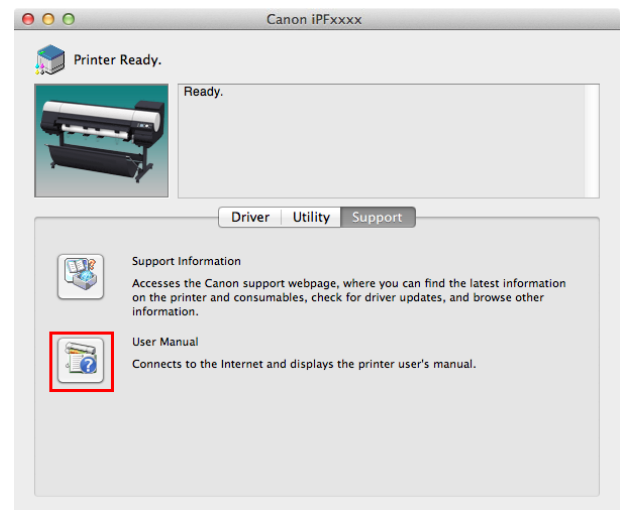 Canon iPFxxxx
Printer Ready.
Ready.
Driver Utility Support
Support Information
Accesses the Canon support webpage, where you can find the latest information
on the printer and consumables, check for driver updates, and browse other
information.
User Manual
Connects to the Internet and displays the printer user's manual.